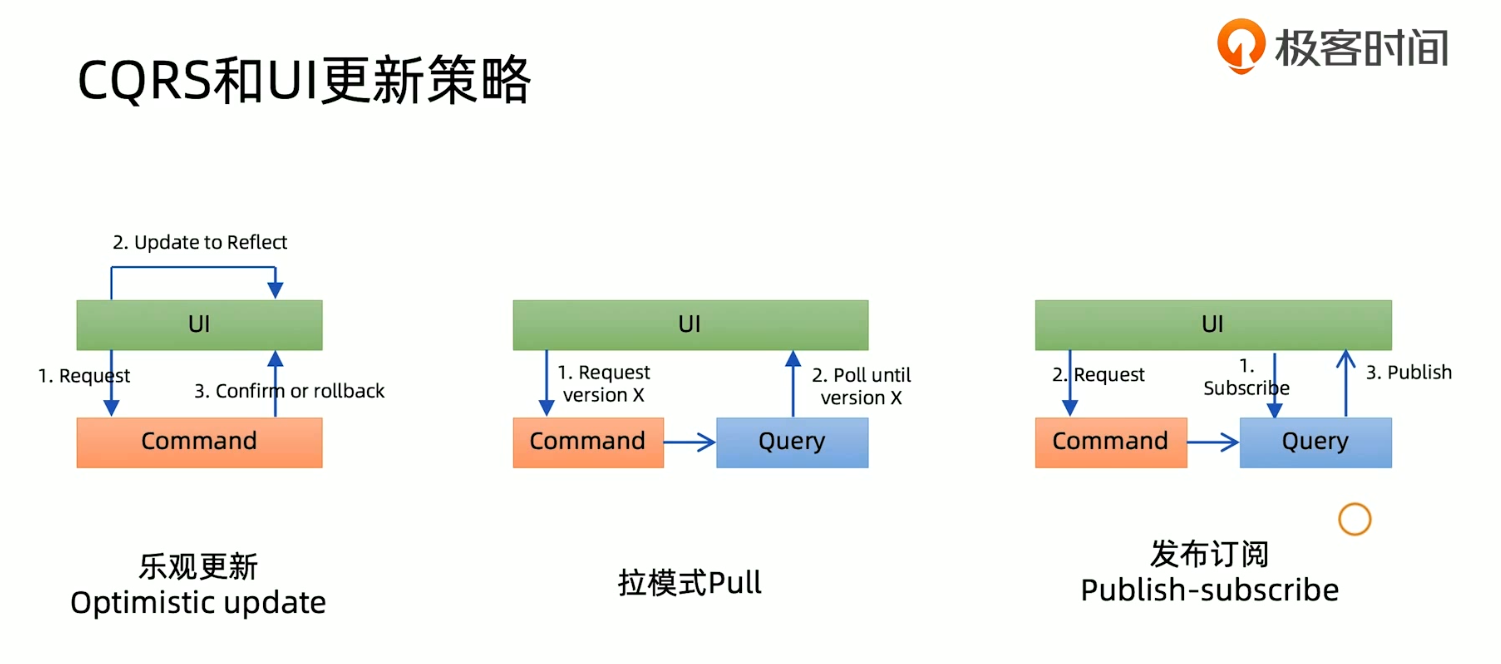 极客时间
CQRS和UI更新策略
2. Update to Reflect
UI
1. Request
3. Confirm or rollback
Command
乐观更新
Optimistic update
UI
1. Request
version X
2. Poll until
version X
Command
Query
拉模式Pull
UI
2. Request
1.
Subscribe
3. Publish
Command
Query
发布订阅
Publish-subscribe